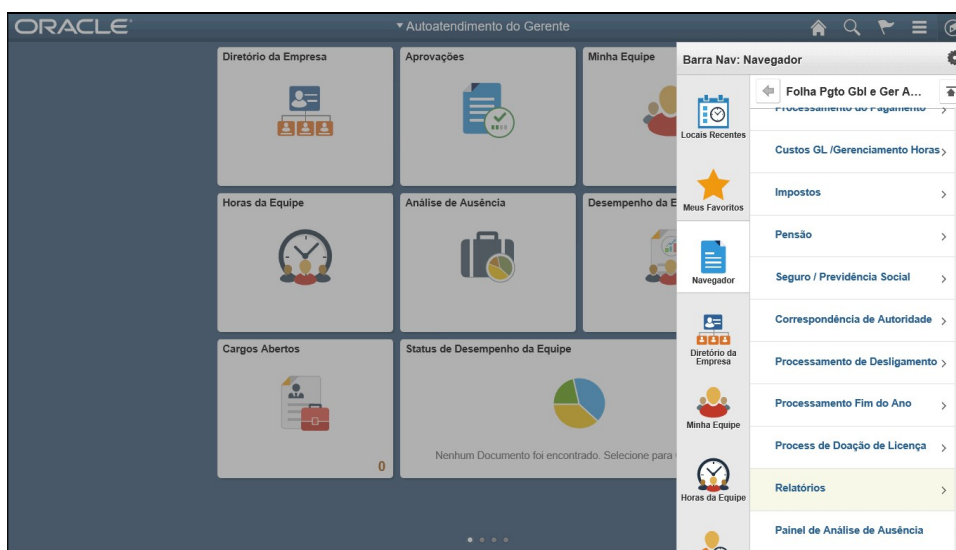 ORACLE
Autoatendimento do Gerente
Diretório da Empresa
Aprovações
Minha Equipe
Horas da Equipe
Análise de Ausência
Desempenho da E
Cargos Abertos
0
Status de Desempenho da Equipe
Nenhum Documento foi encontrado. Selecione para
Barra Nav: Navegador
Locais Recentes
Meus Favoritos
Navegador
Diretório da
Empresa
Minha Equipe
Horas da Equipe
Folha Pgto Gbl e Ger A...
Processamento do Pagamento
Custos GL /Gerenciamento Horas
Impostos
Pensão
Seguro / Previdência Social
Correspondência de Autoridade
Processamento de Desligamento
Processamento Fim do Ano
Process de Doação de Licença
Relatórios
Painel de Análise de Ausência